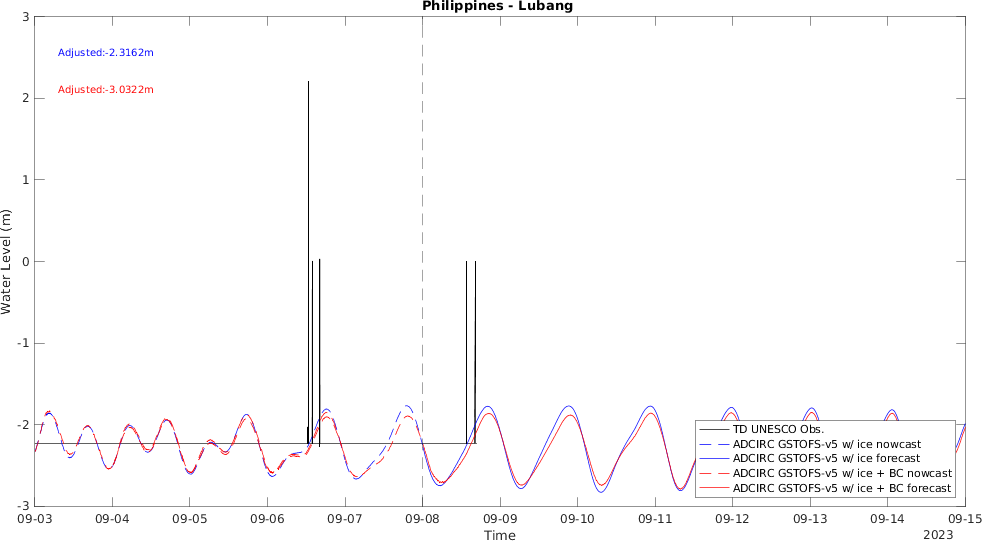 Philippines - Lubang
Adjusted:-2.3162m
Adjusted:-3.0322m
3
2
1
0
-1
-2
-3
Water Level (m)
TD UNESCO Obs.
ADCIRC GSTOFS-v5 w/ ice nowcast
ADCIRC GSTOFS-v5 w/ ice forecast
ADCIRC GSTOFS-v5 w/ ice + BC nowcast
ADCIRC GSTOFS-v5 w/ ice + BC forecast
09-03 09-04 09-05 09-06 09-07 09-08 09-09 09-10 09-11 09-12 09-13 09-14 09-15
Time
2023